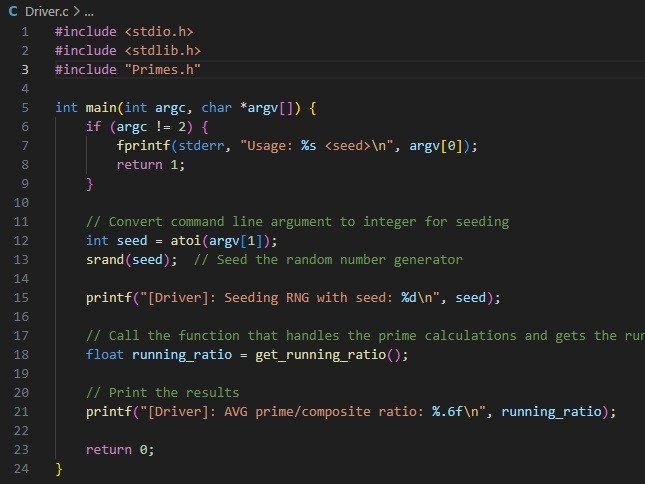 C Driver.c > ...
1 #include <stdio.h>
2 #include <stdlib.h>
3 #include "Primes.h"
4
5 int main(int argc, char *argv[]) {
6     if (argc != 2) {
7         fprintf(stderr, "Usage: %s <seed>\n", argv[0]);
8         return 1;
9     }
10
11     // Convert command line argument to integer for seeding
12     int seed = atoi(argv[1]);
13     srand(seed);  // Seed the random number generator
14
15     printf("[Driver]: Seeding RNG with seed: %d\n", seed);
16
17     // Call the function that handles the prime calculations and gets the
18     float running_ratio = get_running_ratio();
19
20     // Print the results
21     printf("[Driver]: AVG prime/composite ratio: %.6f\n", running_ratio);
22
23     return 0;
24 }